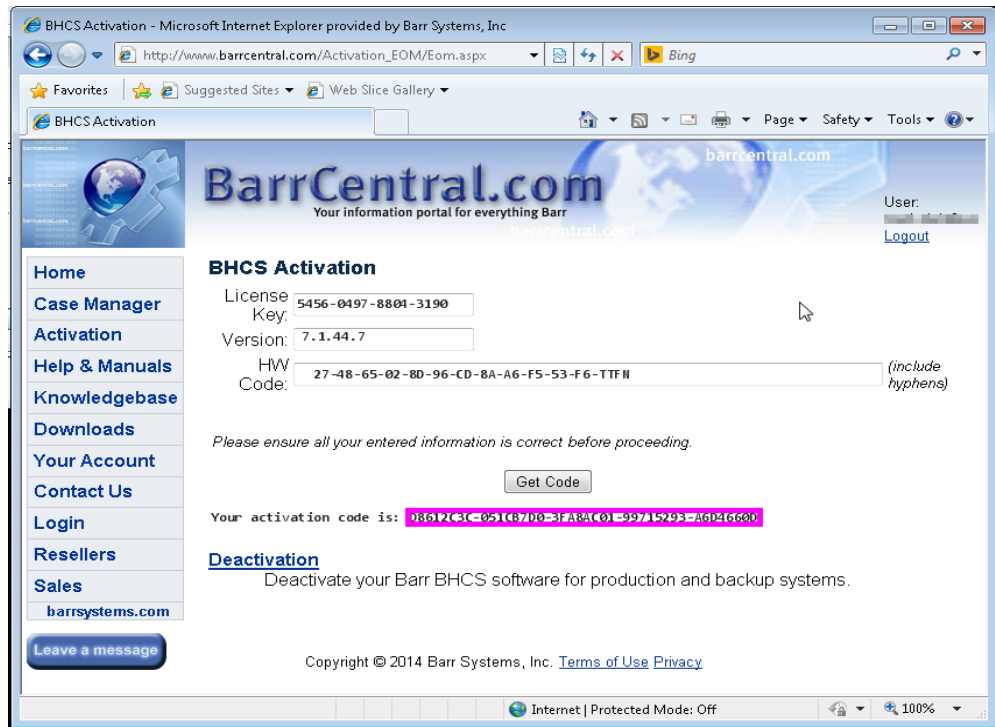 BHCS Activation - Microsoft Internet Explorer provided by Barr Systems, Inc
http://www.barrcentral.com/Activation_EOM/Eom.aspx
Bing
Favorites
Suggested Sites
Web Slice Gallery
BHCS Activation
Page
Safety
Tools
barrcentral.com
BarrCentral.com
Your information portal for everything Barr
barrcentral.com
User:
Logout
Home
Case Manager
Activation
Help & Manuals
Knowledgebase
Downloads
Your Account
Contact Us
Login
Resellers
Sales
barrsystems.com
Leave a message
BHCS Activation
License Key: 5456-0497-8804-3190
Version: 7.1.44.7
HW Code: 27-48-65-02-8D-96-CD-8A-A6-F5-53-F6-TTFN
(include hyphens)
Please ensure all your entered information is correct before proceeding.
Get Code
Your activation code is: D8612C3C-051CB7D0-3FA8AC01-99715293-A6D4660D
Deactivation
Deactivate your Barr BHCS software for production and backup systems.
Copyright © 2014 Barr Systems, Inc. Terms of Use Privacy
Internet | Protected Mode: Off
100%